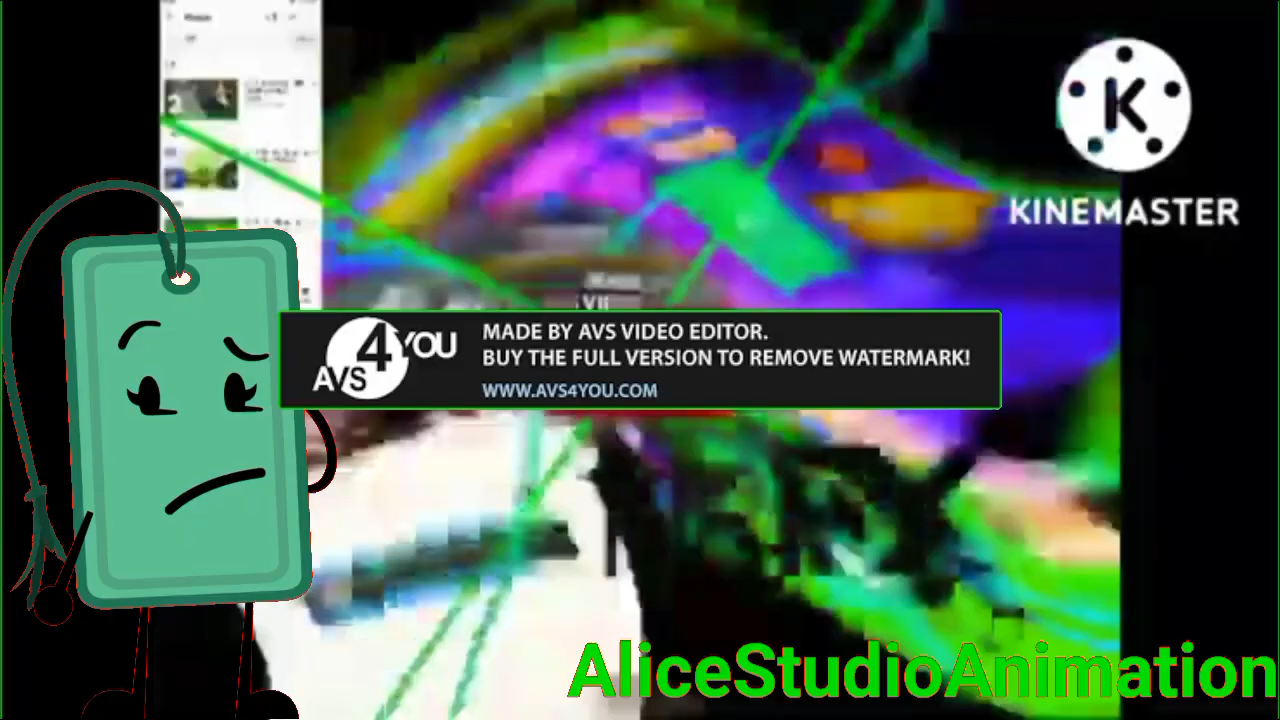 K
KINEMASTER
AVS4YOU
MADE BY AVS VIDEO EDITOR.
BUY THE FULL VERSION TO REMOVE WATERMARK!
WWW.AVS4YOU.COM
AliceStudioAnimation